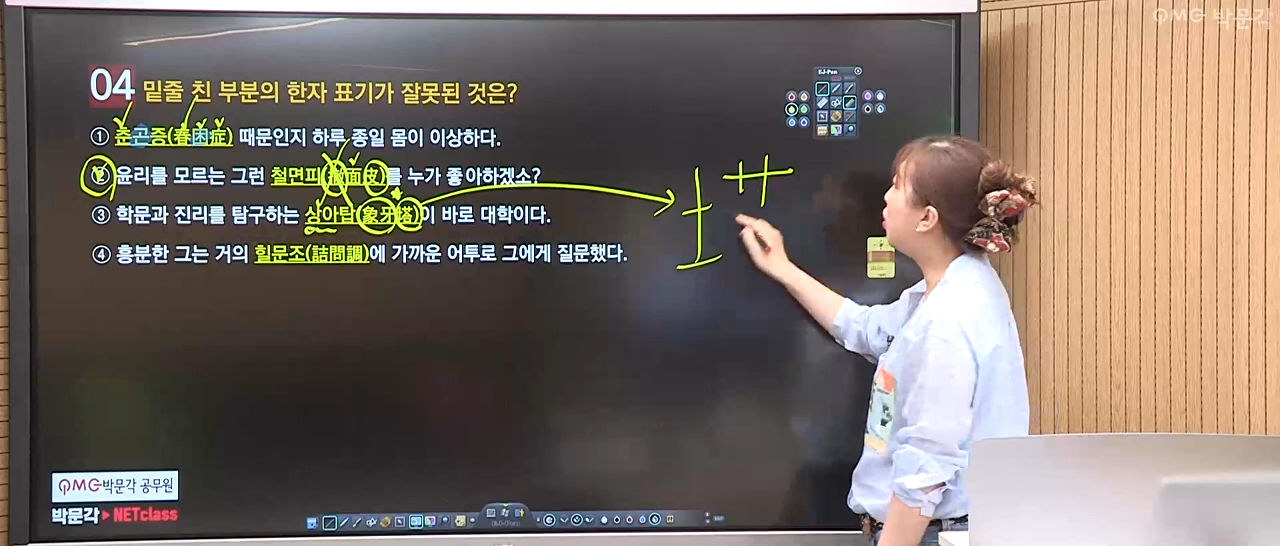 QMG 박문각
04 밑줄 친 부분의 한자 표기가 잘못된 것은?
① 춘곤증(春困症) 때문인지 하루 종일 몸이 이상하다.
② 윤리를 모르는 그런 철면피(面皮)를 누가 좋아하겠소?
③ 학문과 진리를 탐구하는 상아탑(象牙塔)이 바로 대학이다.
④ 흥분한 그는 거의 힐문조(詰問調)에 가까운 어투로 그에게 질문했다.
QMG 박문각 공무원
박문각 ▶ NETclass